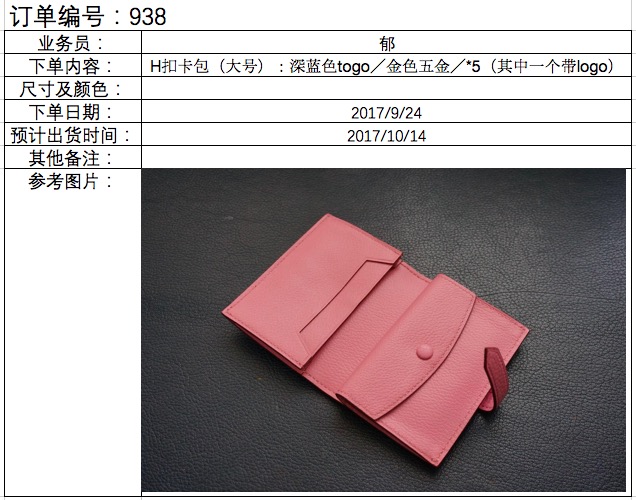 订单编号：938
业务员： 郁
下单内容： H扣卡包（大号）：深蓝色togo／金色五金／*5（其中一个带logo）
尺寸及颜色：
下单日期： 2017/9/24
预计出货时间： 2017/10/14
其他备注：
参考图片：